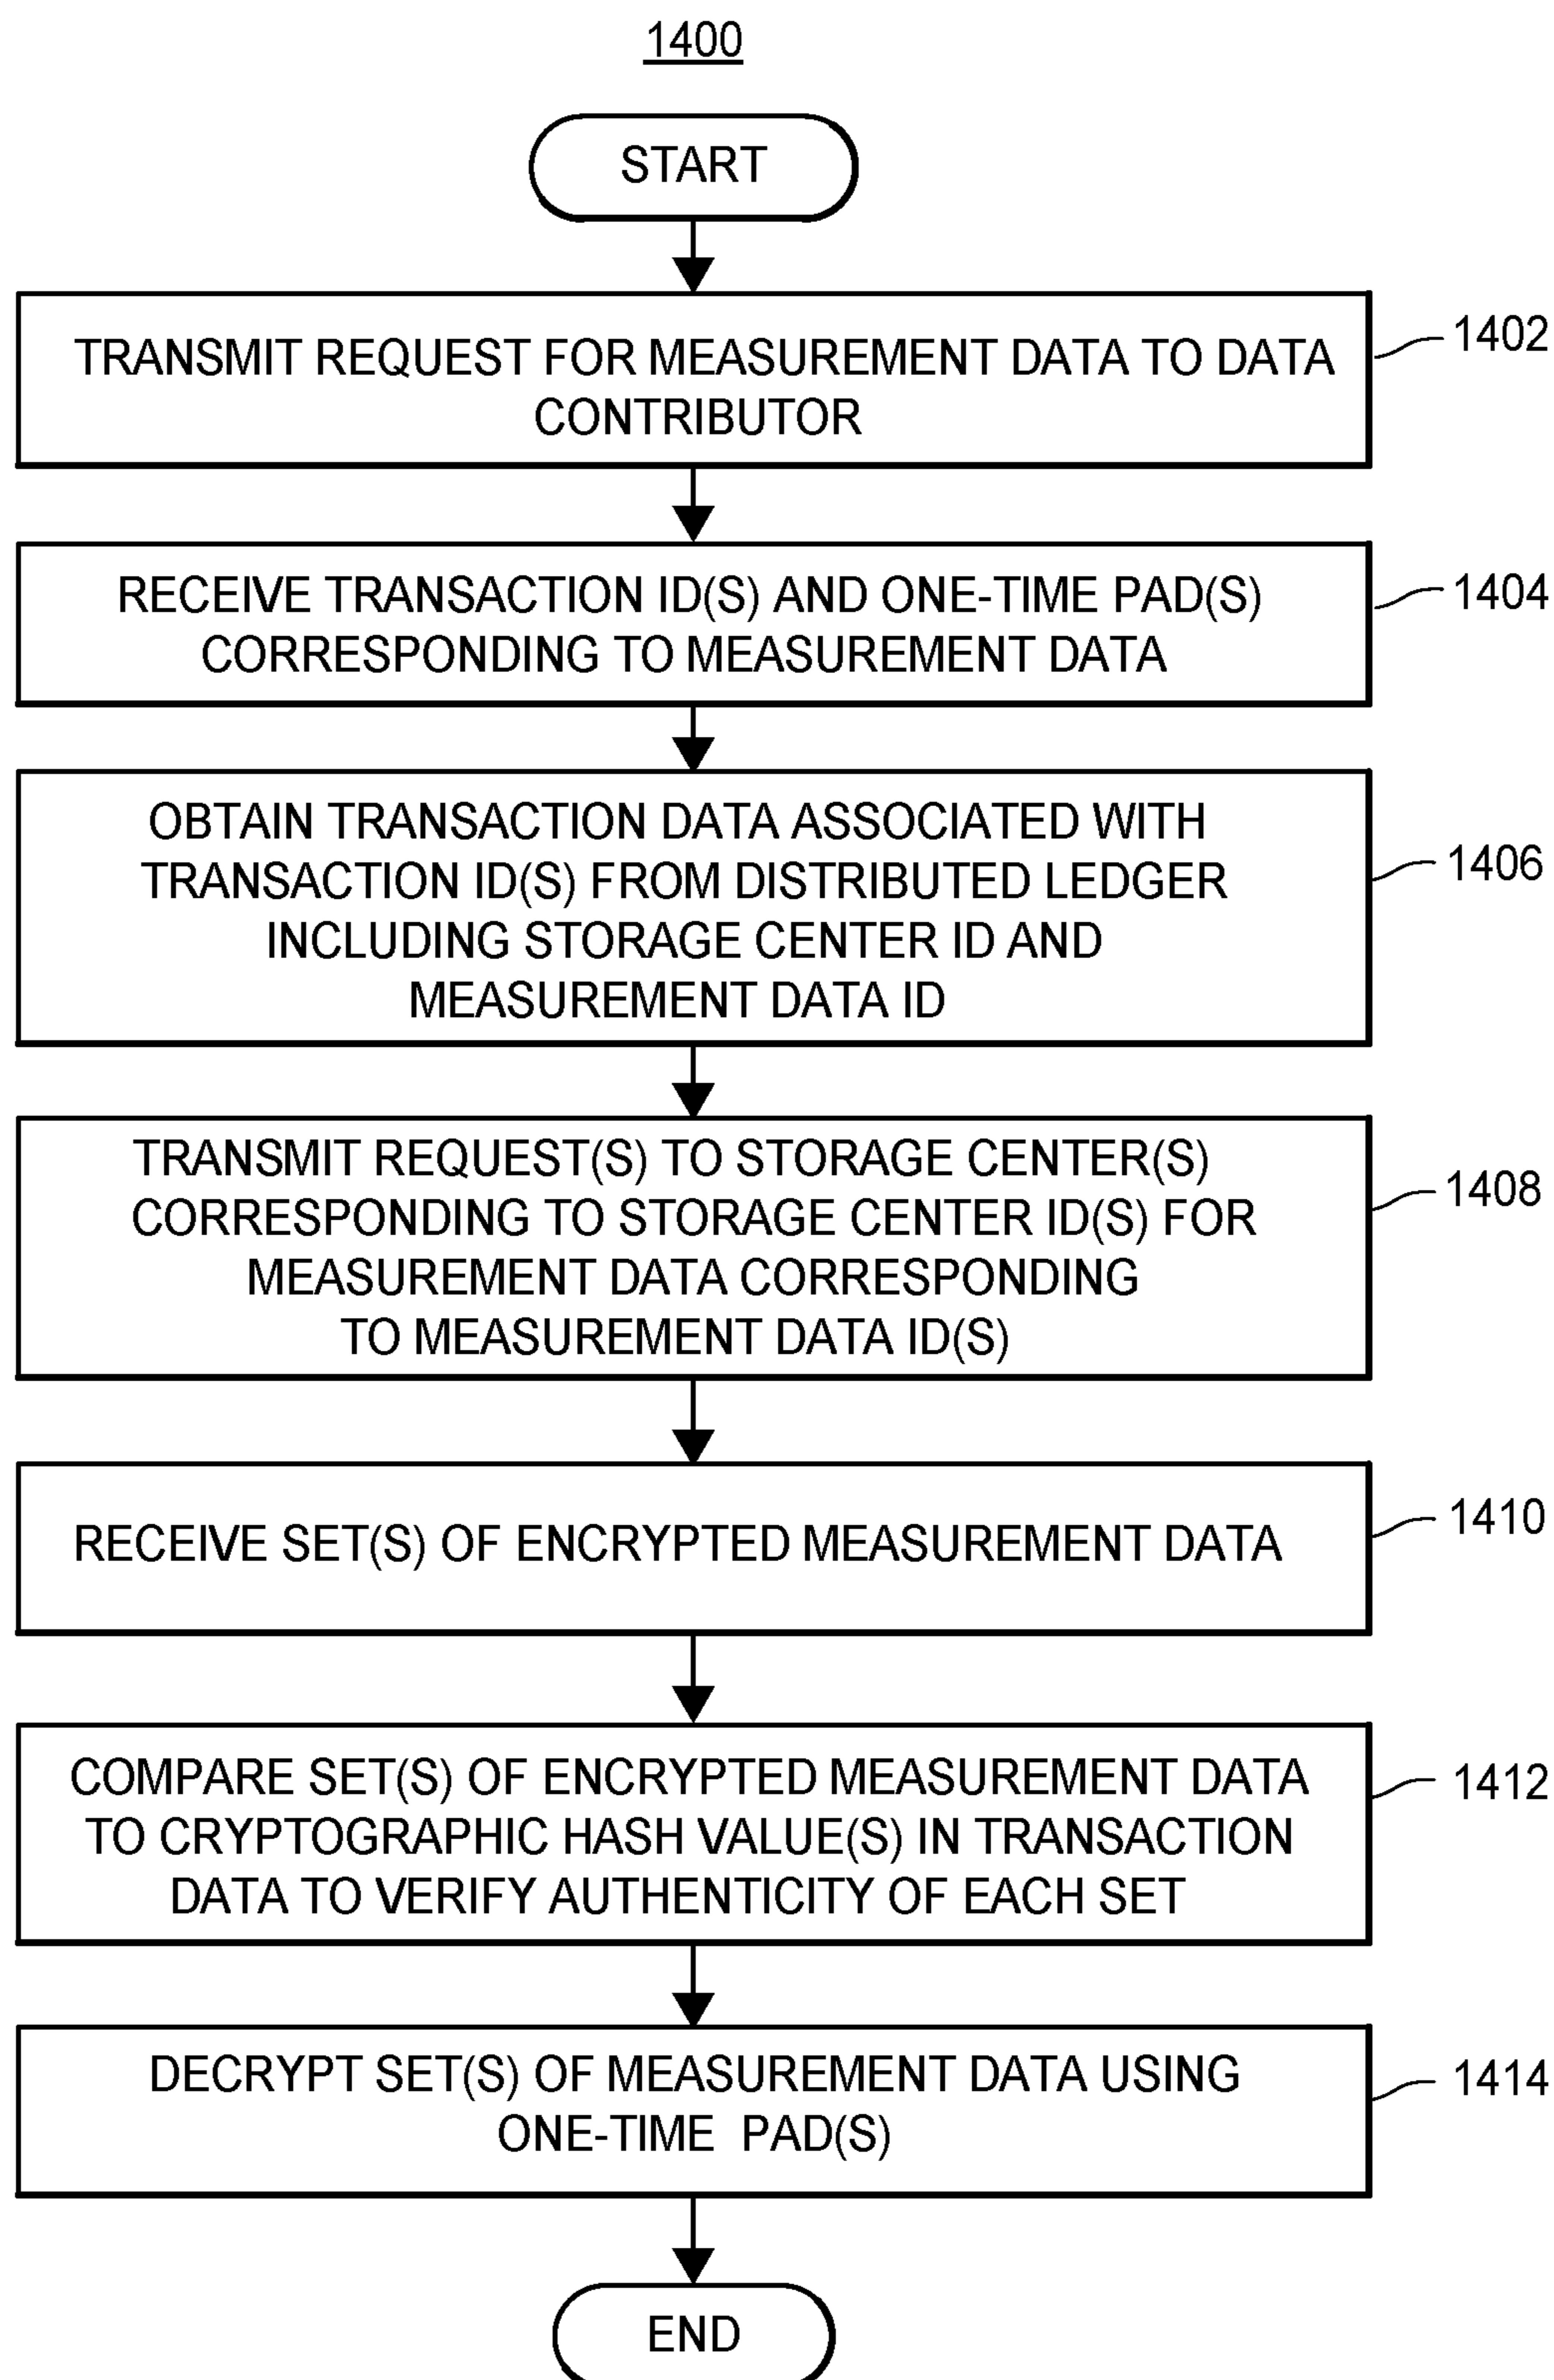 1400
START
TRANSMIT REQUEST FOR MEASUREMENT DATA TO DATA
CONTRIBUTOR
1402
RECEIVE TRANSACTION ID(S) AND ONE-TIME PAD(S)
CORRESPONDING TO MEASUREMENT DATA
1404
OBTAIN TRANSACTION DATA ASSOCIATED WITH
TRANSACTION ID(S) FROM DISTRIBUTED LEDGER
INCLUDING STORAGE CENTER ID AND
MEASUREMENT DATA ID
1406
TRANSMIT REQUEST(S) TO STORAGE CENTER(S)
CORRESPONDING TO STORAGE CENTER ID(S) FOR
MEASUREMENT DATA CORRESPONDING
TO MEASUREMENT DATA ID(S)
1408
RECEIVE SET(S) OF ENCRYPTED MEASUREMENT DATA
1410
COMPARE SET(S) OF ENCRYPTED MEASUREMENT DATA
TO CRYPTOGRAPHIC HASH VALUE(S) IN TRANSACTION
DATA TO VERIFY AUTHENTICITY OF EACH SET
1412
DECRYPT SET(S) OF MEASUREMENT DATA USING
ONE-TIME PAD(S)
1414
END